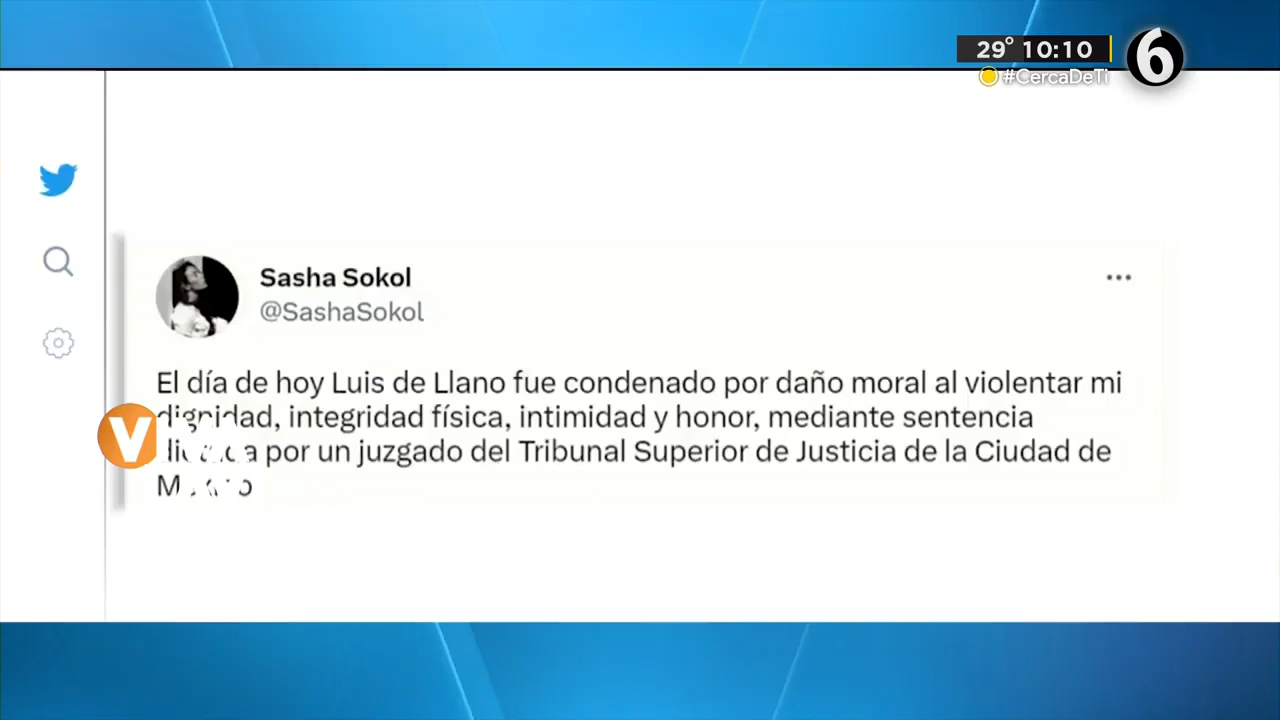 29° 10:10
6
#CercaDeTi
Sasha Sokol
@SashaSokol
El día de hoy Luis de Llano fue condenado por daño moral al violentar mi
dignidad, integridad física, intimidad y honor, mediante sentencia
por un juzgado del Tribunal Superior de Justicia de la Ciudad de
V